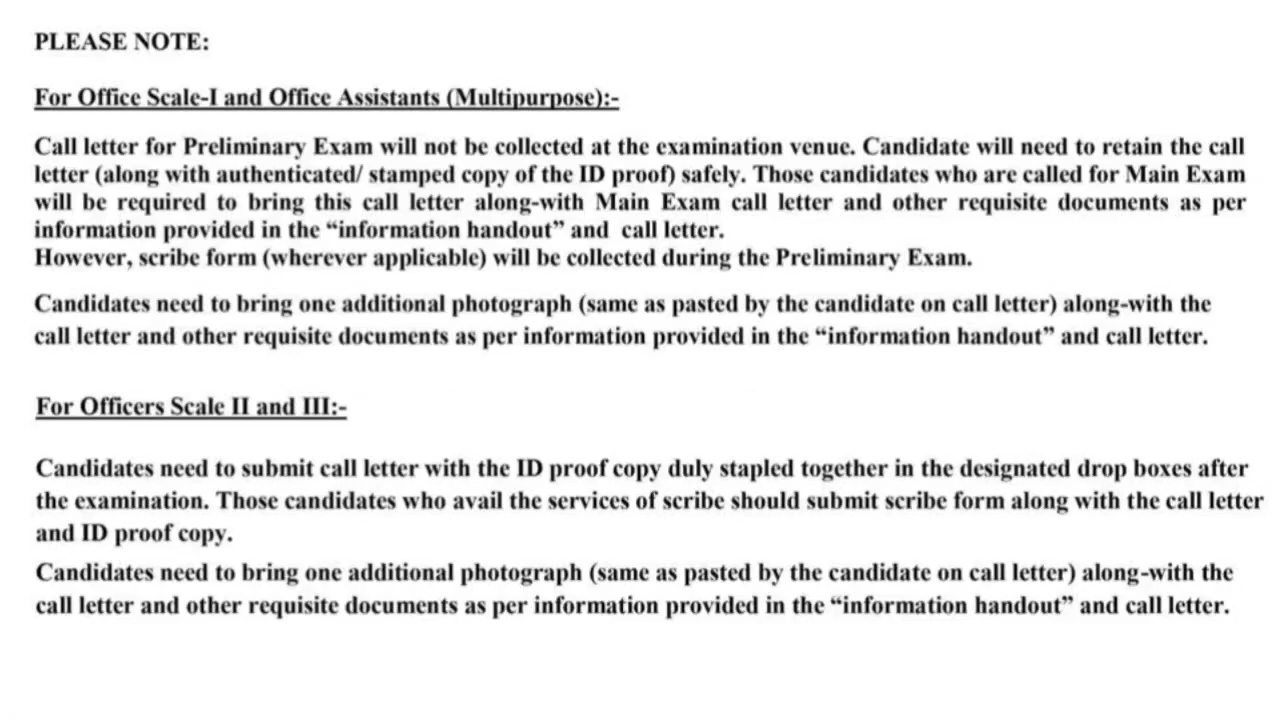 PLEASE NOTE:
For Office Scale-I and Office Assistants (Multipurpose):-
Call letter for Preliminary Exam will not be collected at the examination venue. Candidate will need to retain the call
letter (along with authenticated/ stamped copy of the ID proof) safely. Those candidates who are called for Main Exam
will be required to bring this call letter along-with Main Exam call letter and other requisite documents as per
information provided in the “information handout” and call letter.
However, scribe form (wherever applicable) will be collected during the Preliminary Exam.
Candidates need to bring one additional photograph (same as pasted by the candidate on call letter) along-with the
call letter and other requisite documents as per information provided in the “information handout” and call letter.
For Officers Scale II and III:-
Candidates need to submit call letter with the ID proof copy duly stapled together in the designated drop boxes after
the examination. Those candidates who avail the services of scribe should submit scribe form along with the call letter
and ID proof copy.
Candidates need to bring one additional photograph (same as pasted by the candidate on call letter) along-with the
call letter and other requisite documents as per information provided in the “information handout” and call letter.